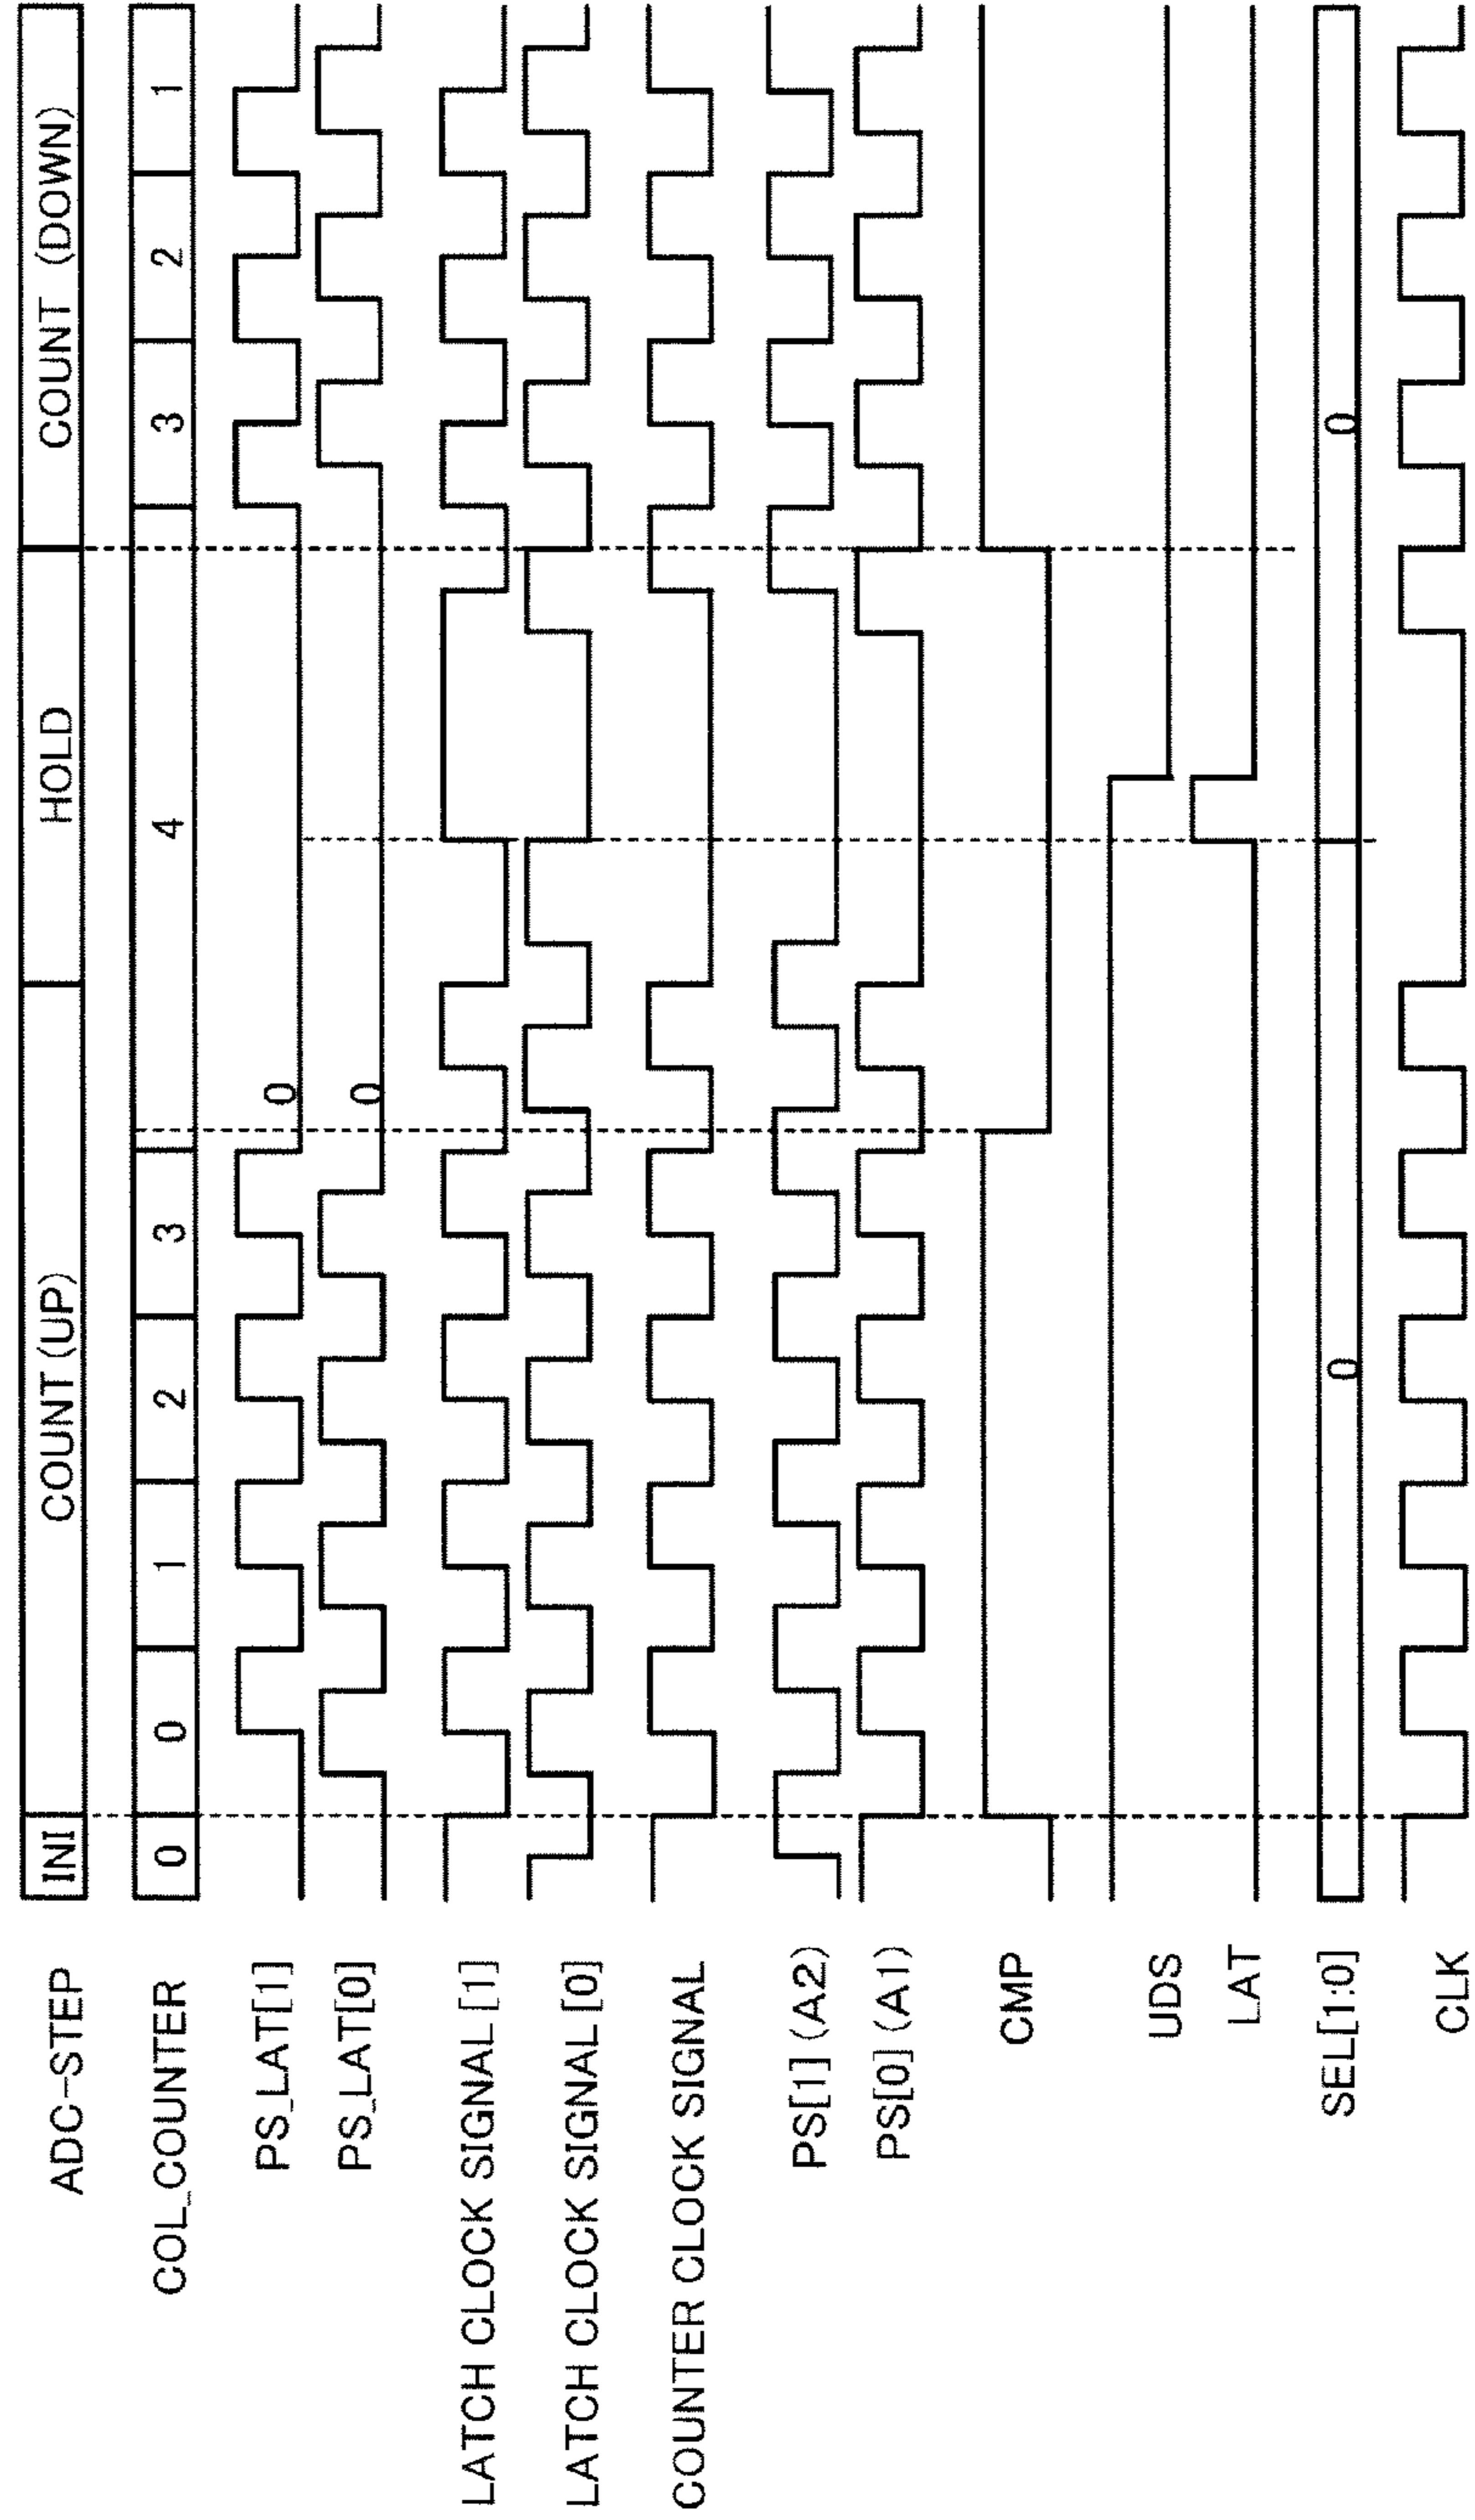 ADC-STEP INI COUNT (UP) HOLD COUNT (DOWN)
COL_COUNTER 0 0 1 2 3 4 3 2 1
PS_LAT[1] 0
PS_LAT[0] 0
LATCH CLOCK SIGNAL [1]
LATCH CLOCK SIGNAL [0]
COUNTER CLOCK SIGNAL
PS[1] (A2)
PS[0] (A1)
CMP
UDS
LAT
SEL[1:0] 0 0
CLK